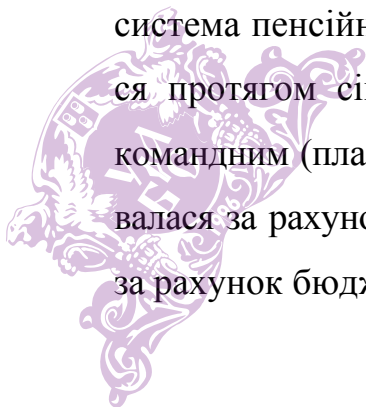 система пенсійн
ся протягом сі
командним (пла
валася за рахун
за рахунок бюдж